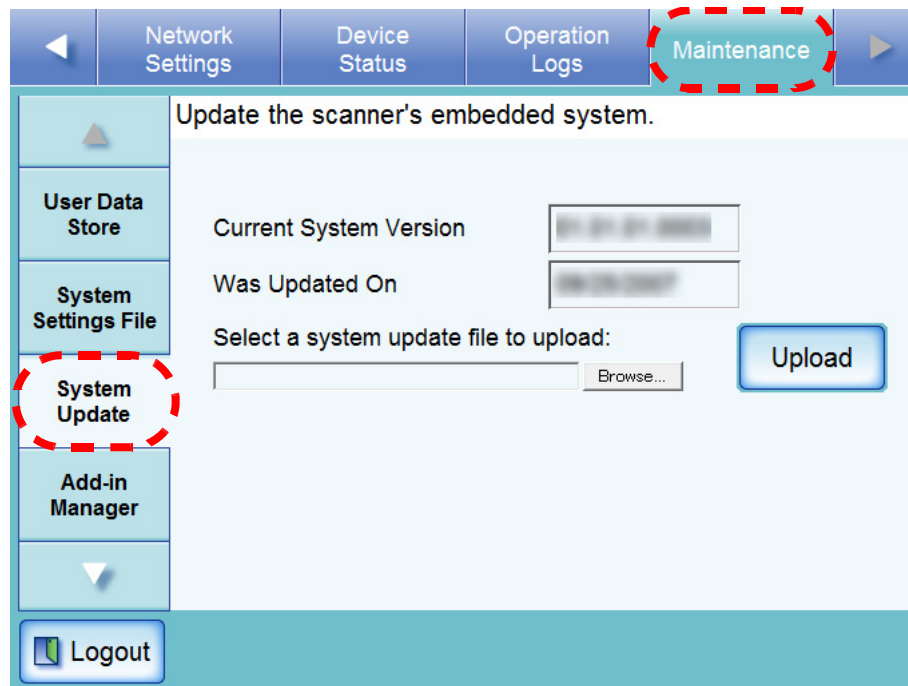 Network
Settings
Device
Status
Operation
Logs
Maintenance
Update the scanner's embedded system.
User Data
Store
System
Settings File
System
Update
Add-in
Manager
Current System Version
Was Updated On
Select a system update file to upload:
Browse...
Upload
Logout